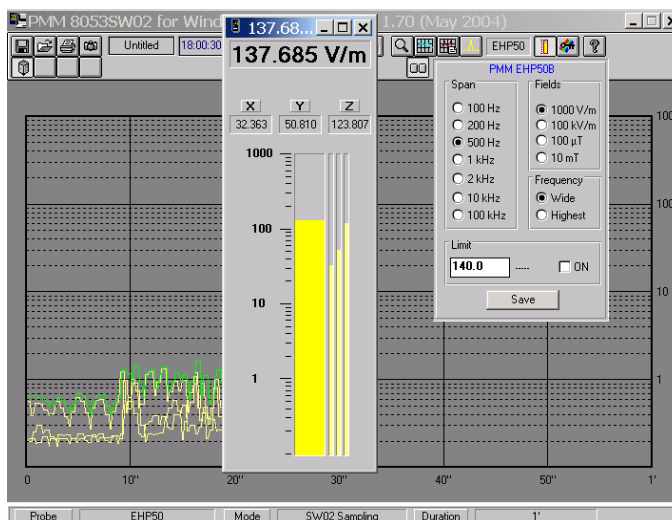 PMM 8053SW02 for Wind
1.70 (May 2004)
137.68...
137.685 V/m
Untitled
18:00:30
EHP50
X Y Z
32.363 50.810 123.807
1000
100
10
1
PMM EHP50B
Span
100 Hz
200 Hz
500 Hz
1 kHz
2 kHz
10 kHz
100 kHz
Fields
1000 V/m
100 kV/m
100 µT
10 mT
Frequency
Wide
Highest
Limit
140.0 ----- ON
Save
100
10
1
0 10" 20" 30" 40" 50" 1'
Probe EHP50 Mode SW02 Sampling Duration 1'